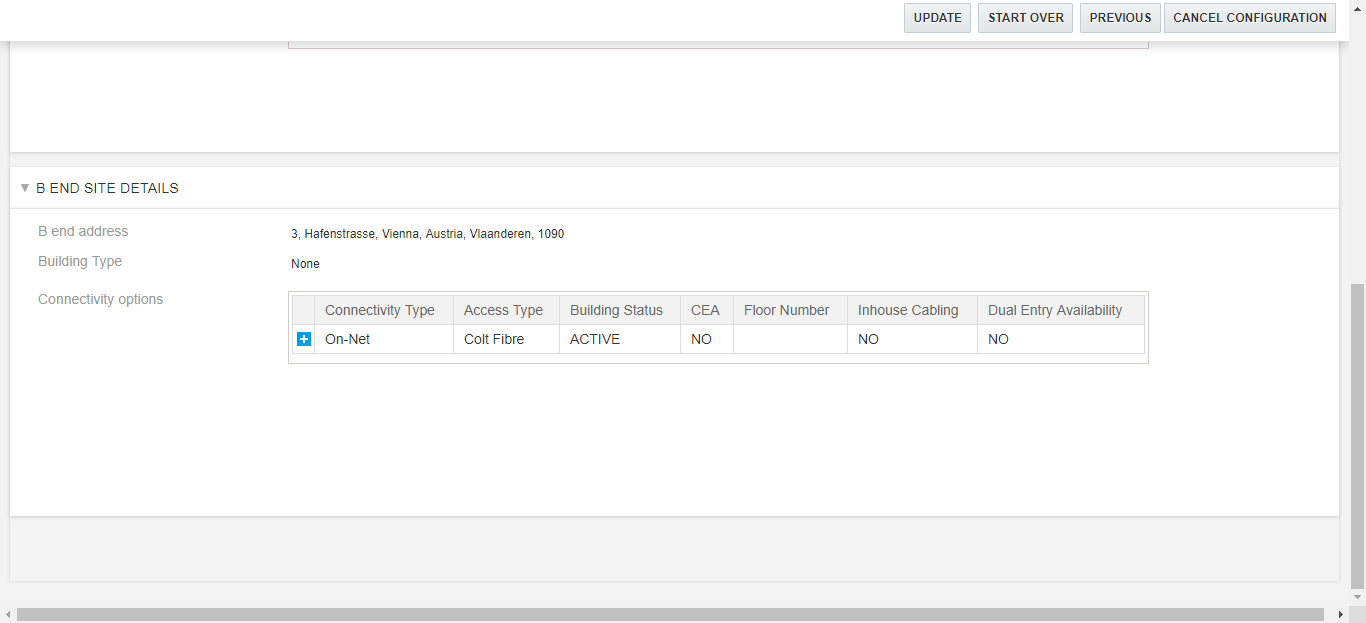 UPDATE START OVER PREVIOUS CANCEL CONFIGURATION
B END SITE DETAILS
B end address 3, Hafenstrasse, Vienna, Austria, Vlaanderen, 1090
Building Type None
Connectivity options
Connectivity Type Access Type Building Status CEA Floor Number Inhouse Cabling Dual Entry Availability
On-Net Colt Fibre ACTIVE NO NO NO